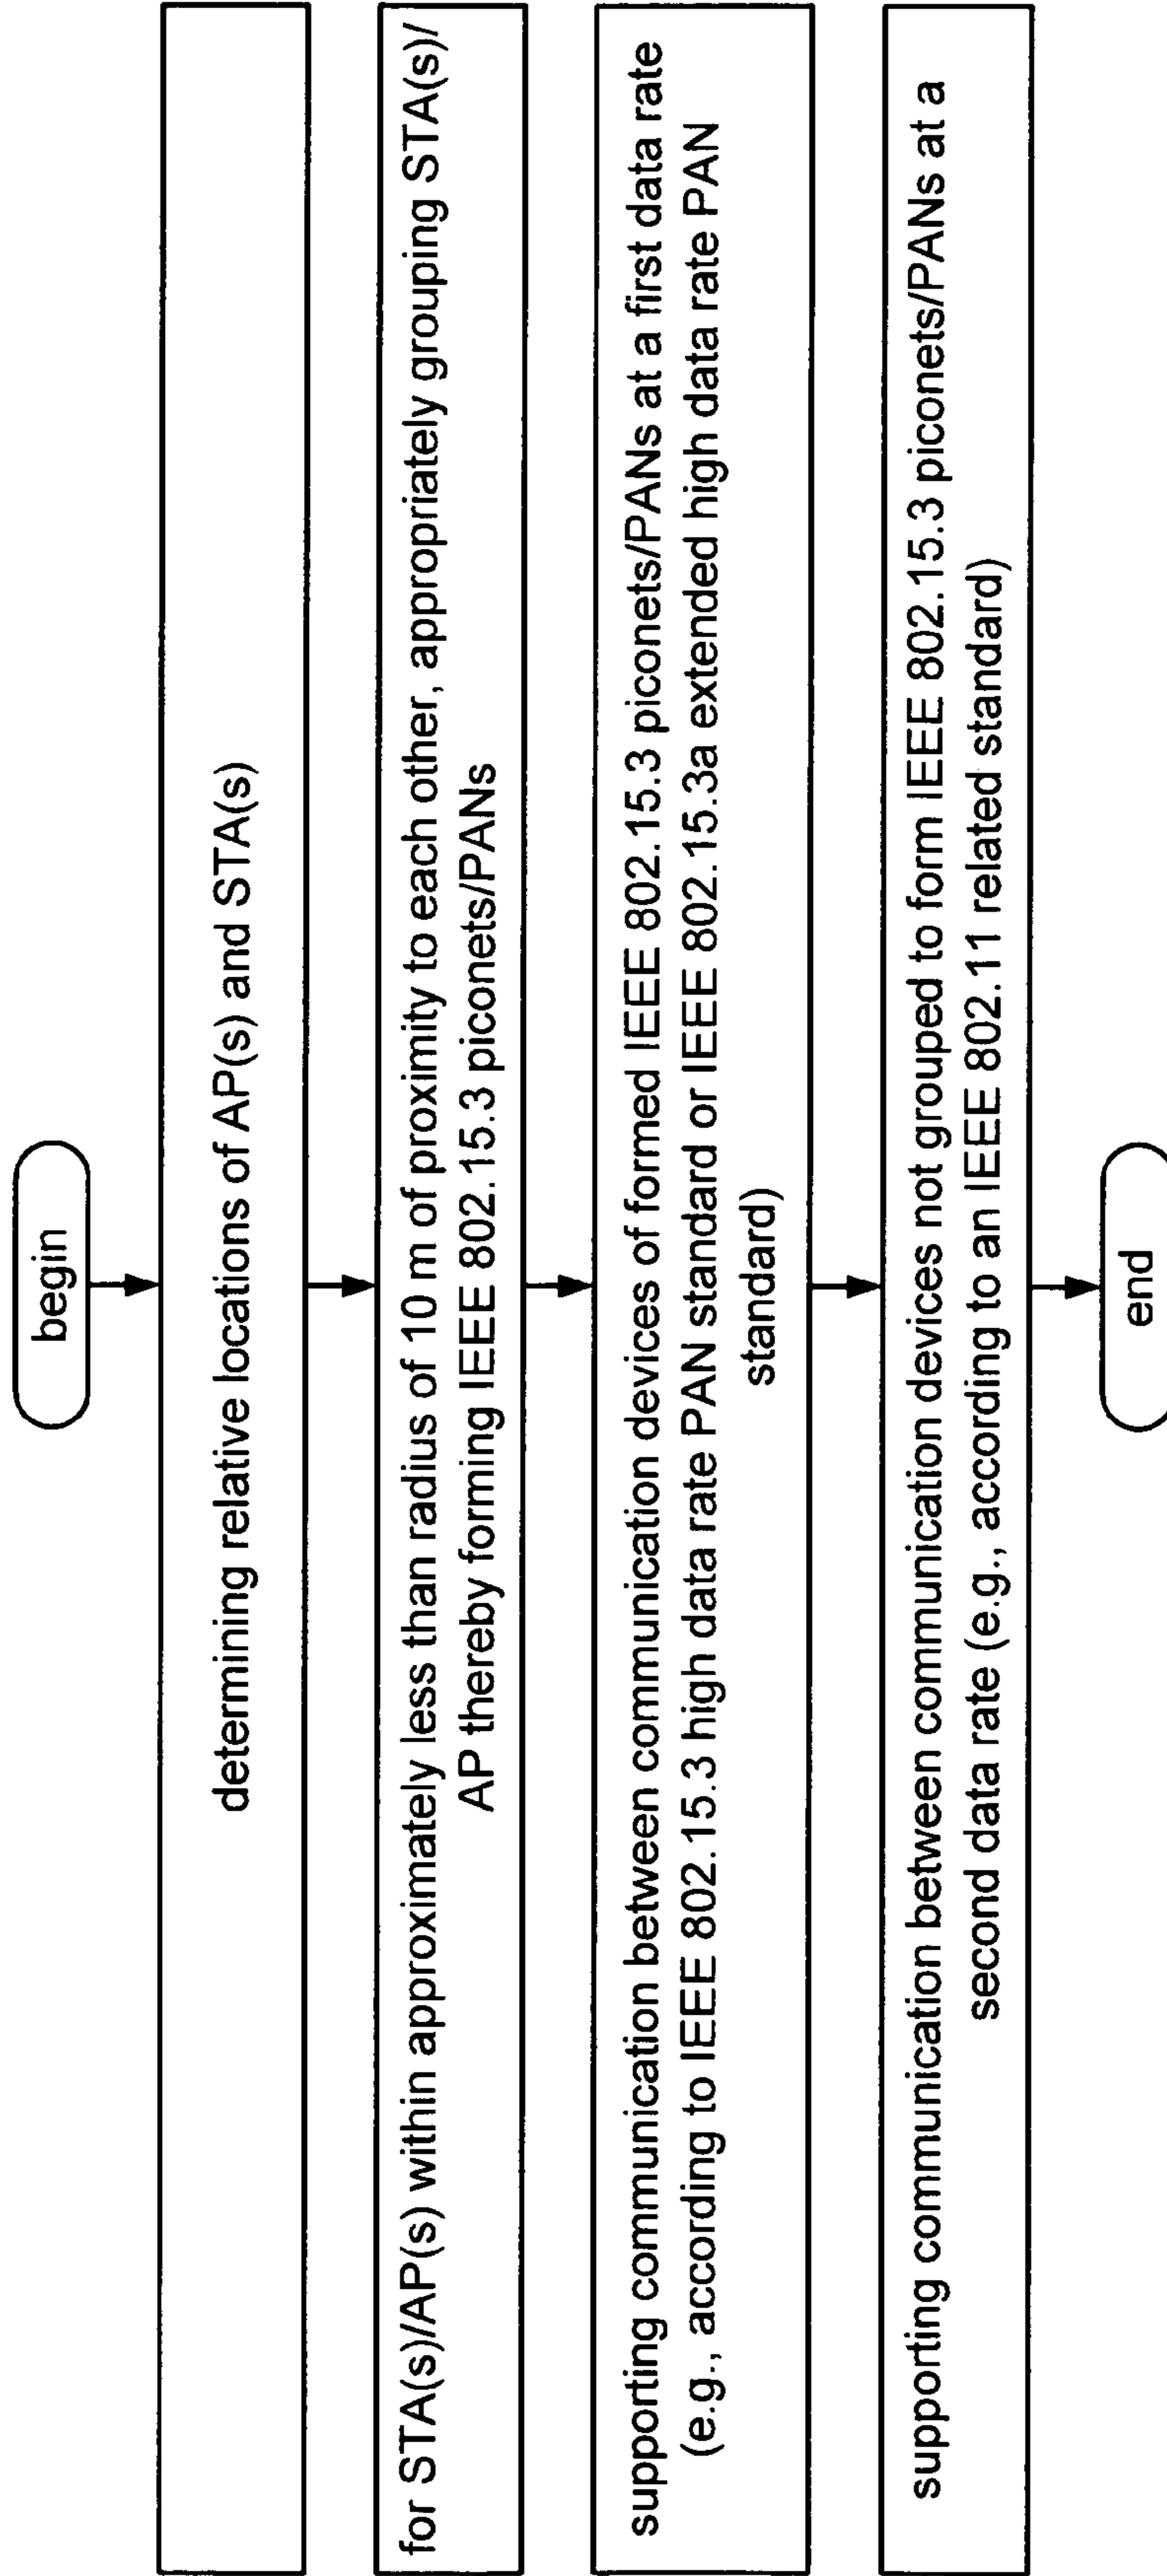 begin
determining relative locations of AP(s) and STA(s)
for STA(s)/AP(s) within approximately less than radius of 10 m of proximity to each other, appropriately grouping STA(s)/
AP thereby forming IEEE 802.15.3 piconets/PANs
supporting communication between communication devices of formed IEEE 802.15.3 piconets/PANs at a first data rate
(e.g., according to IEEE 802.15.3 high data rate PAN standard or IEEE 802.15.3a extended high data rate PAN
standard)
supporting communication between communication devices not grouped to form IEEE 802.15.3 piconets/PANs at a
second data rate (e.g., according to an IEEE 802.11 related standard)
end